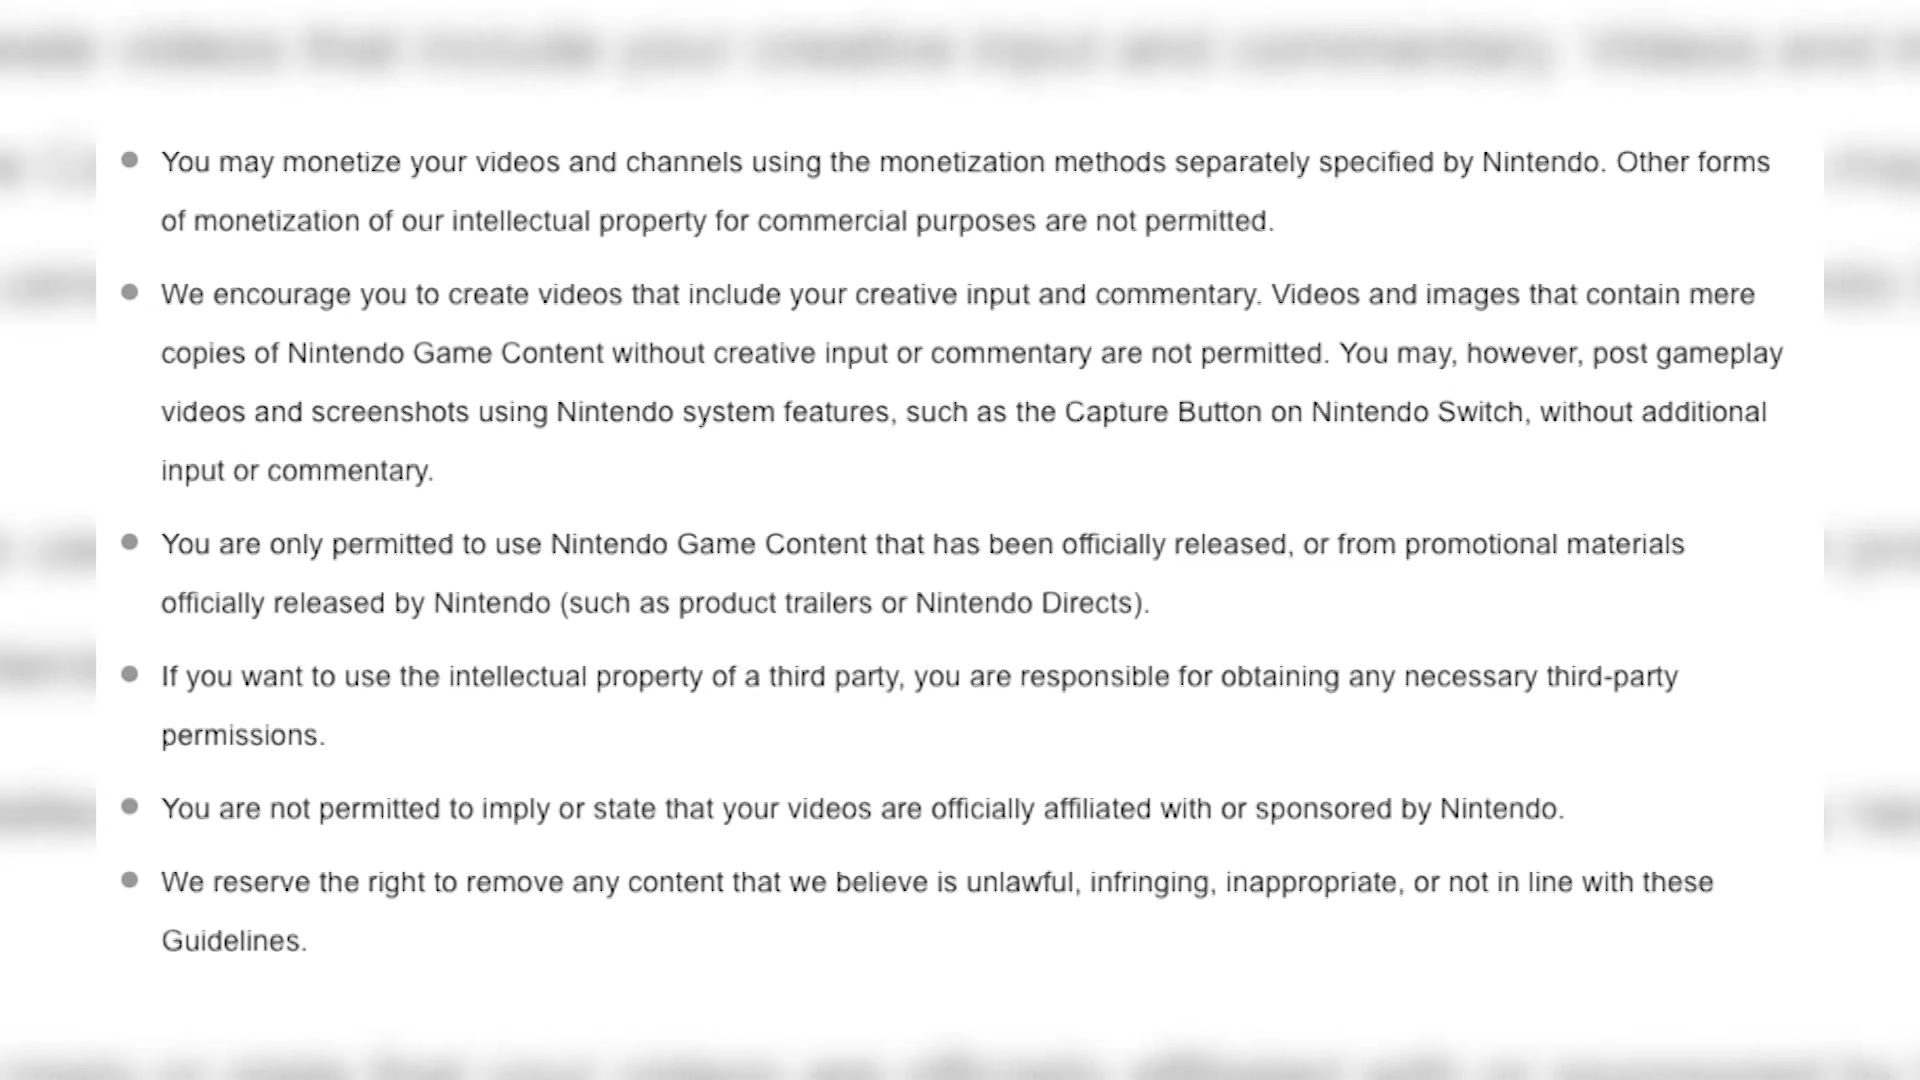 You may monetize your videos and channels using the monetization methods separately specified by Nintendo. Other forms
of monetization of our intellectual property for commercial purposes are not permitted.
We encourage you to create videos that include your creative input and commentary. Videos and images that contain mere
copies of Nintendo Game Content without creative input or commentary are not permitted. You may, however, post gameplay
videos and screenshots using Nintendo system features, such as the Capture Button on Nintendo Switch, without additional
input or commentary.
You are only permitted to use Nintendo Game Content that has been officially released, or from promotional materials
officially released by Nintendo (such as product trailers or Nintendo Directs).
If you want to use the intellectual property of a third party, you are responsible for obtaining any necessary third-party
permissions.
You are not permitted to imply or state that your videos are officially affiliated with or sponsored by Nintendo.
We reserve the right to remove any content that we believe is unlawful, infringing, inappropriate, or not in line with these
Guidelines.